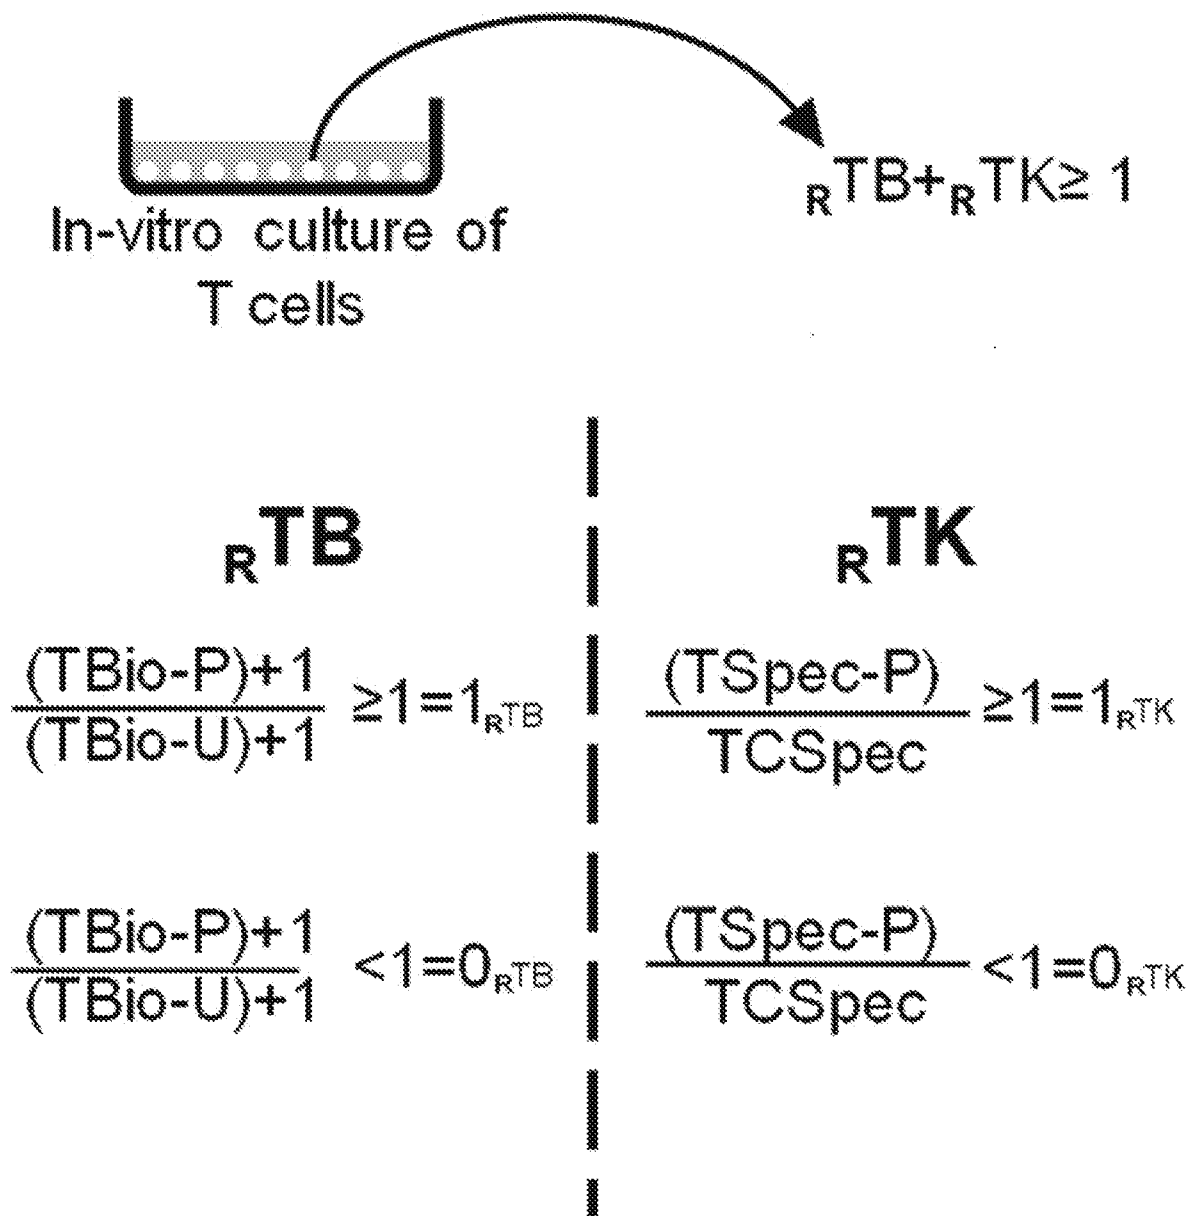 RTB+RTK≥ 1
In-vitro culture of
T cells
RTB
RTK
(TBio-P)+1
(TBio-U)+1
≥1=1RTB
(TSpec-P)
TCSpec
≥1=1RTK
(TBio-P)+1
(TBio-U)+1
<1=0RTB
(TSpec-P)
TCSpec
<1=0RTK